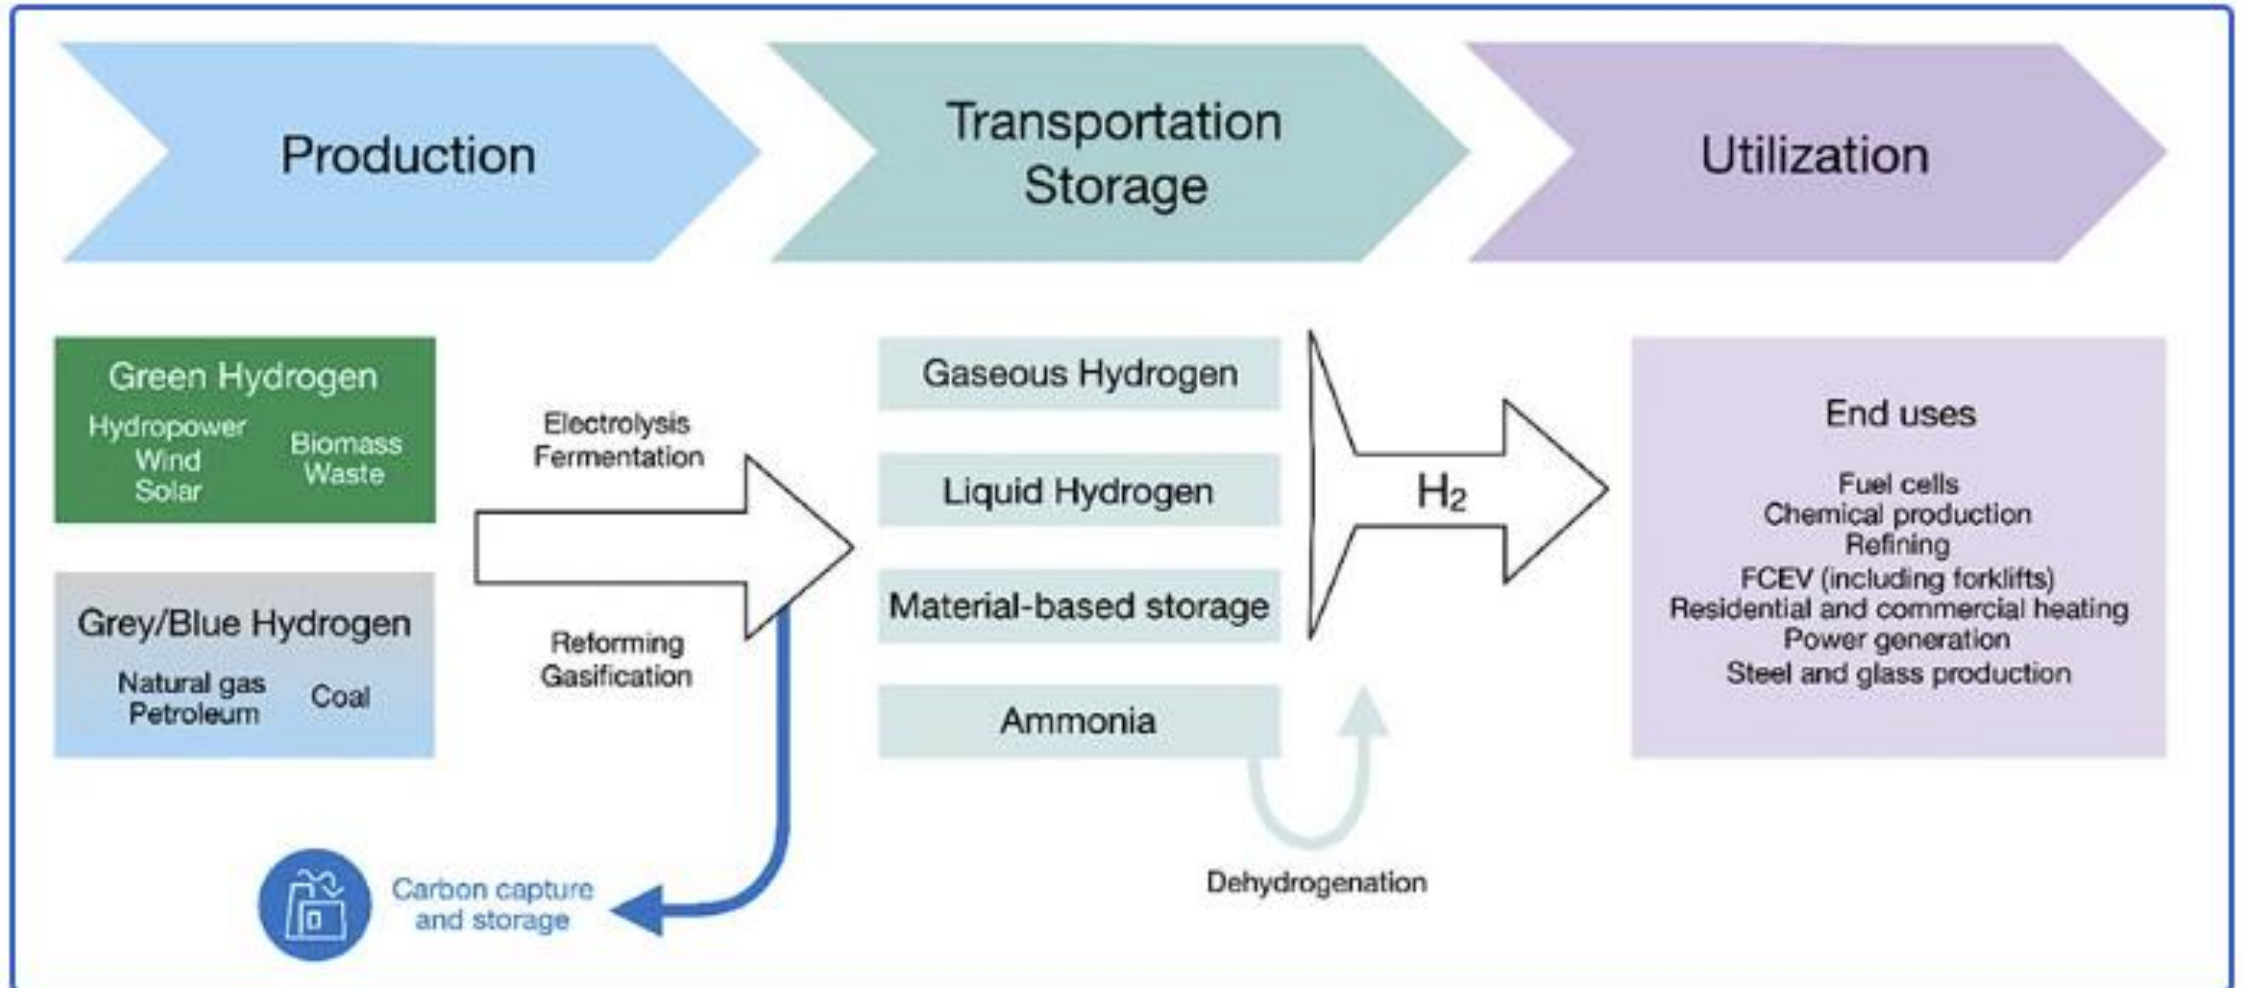 Production
Transportation
Storage
Utilization
Green Hydrogen
Hydropower
Wind
Solar
Biomass
Waste
Grey/Blue Hydrogen
Natural gas
Petroleum
Coal
Electrolysis
Fermentation
Reforming
Gasification
Carbon capture
and storage
Gaseous Hydrogen
Liquid Hydrogen
Material-based storage
Ammonia
Dehydrogenation
H₂
End uses
Fuel cells
Chemical production
Refining
FCEV (including forklifts)
Residential and commercial heating
Power generation
Steel and glass production